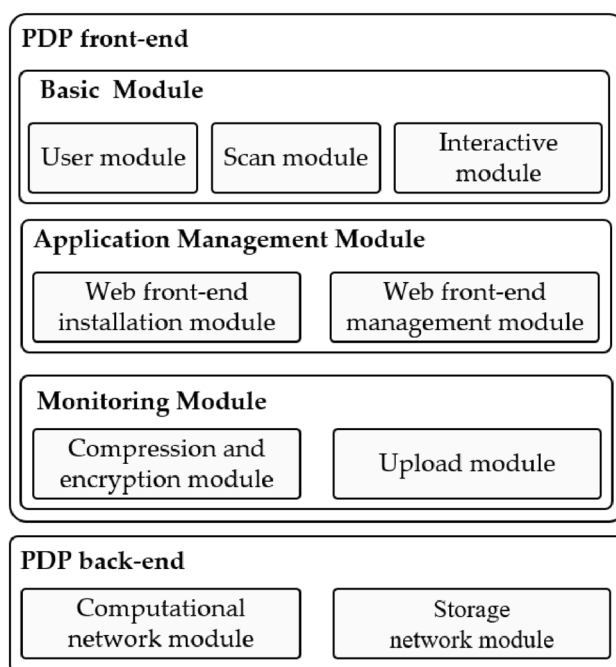 PDP front-end
Basic Module
User module
Scan module
Interactive
module
Application Management Module
Web front-end
installation module
Web front-end
management module
Monitoring Module
Compression and
encryption module
Upload module
PDP back-end
Computational
network module
Storage
network module